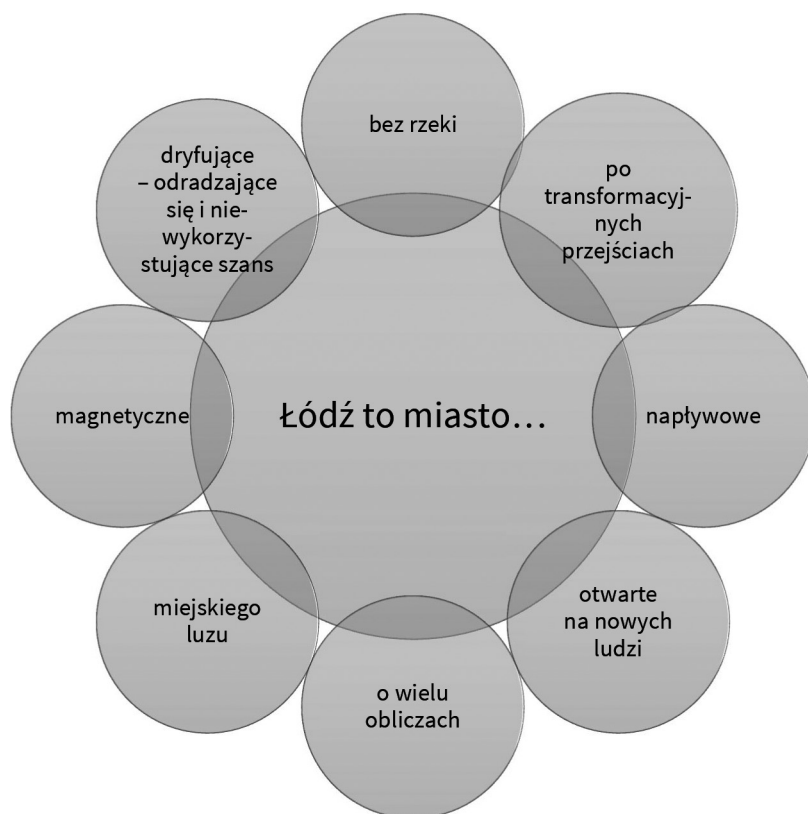 Łódź to miasto...
bez rzeki
po
transformacyj-
nych
przejściach
napływowe
otwarte
na nowych
ludzi
o wielu
obliczach
miejskiego
luzu
magnetyczne
dryfujące
– odradzające
się i nie-
wykorzy-
stujące szans